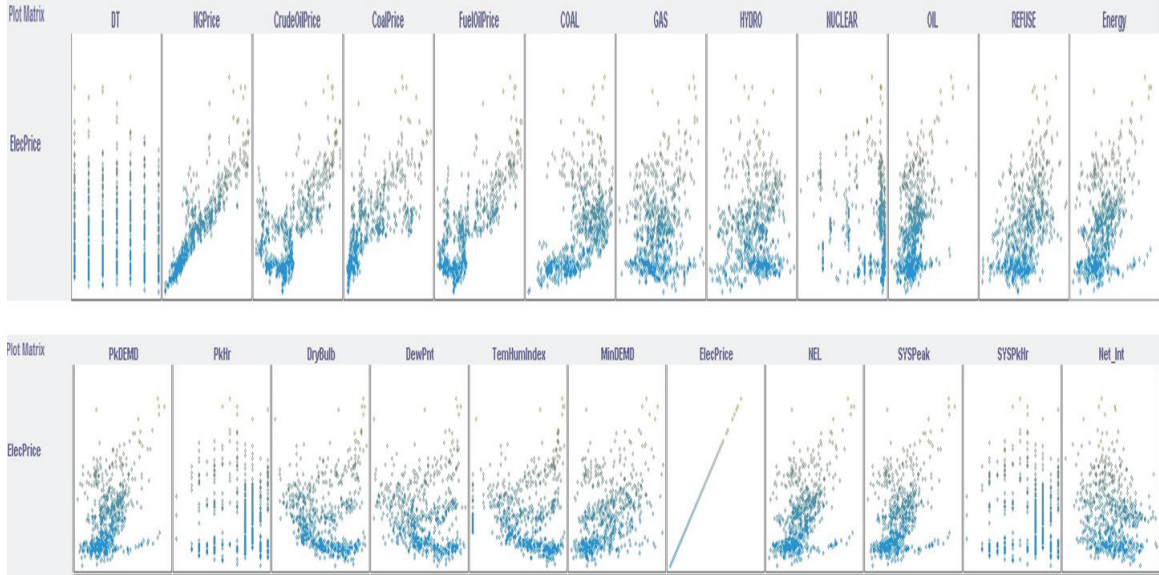 Plot Matrix DT NGPrice CrudeOilPrice CoalPrice FuelOilPrice COAL GAS HYDRO NUCLEAR OIL REFUSE Energy
ElecPrice
Plot Matrix PkDEMD PkHr DryBulb DewPnt TemHumIndex MinDEMD ElecPrice NEL SYSPeak SYSPkHr Net_Int
ElecPrice